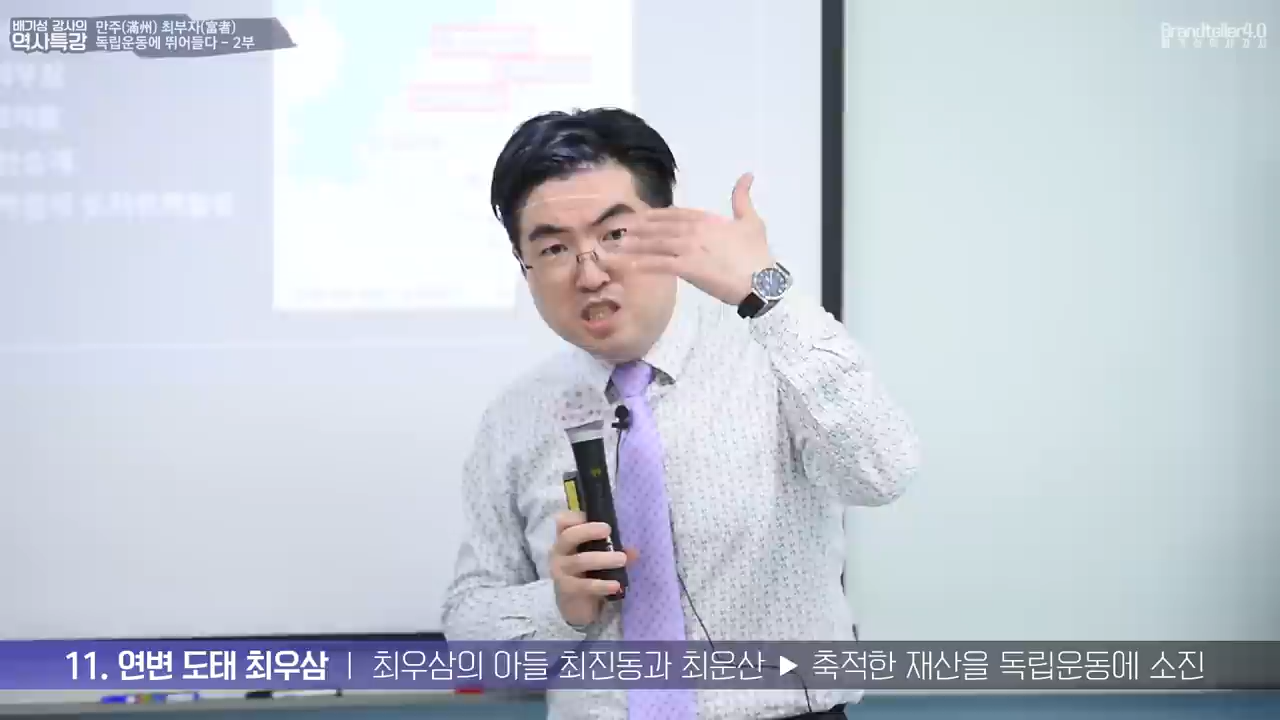 배기성 강사의
역사특강
만주(滿州) 최부자(富者)
독립운동에 뛰어들다 - 2부
Brandteller4.0
11. 연변 도태 최우삼 | 최우삼의 아들 최진동과 최운산 ▶ 축적한 재산을 독립운동에 소진